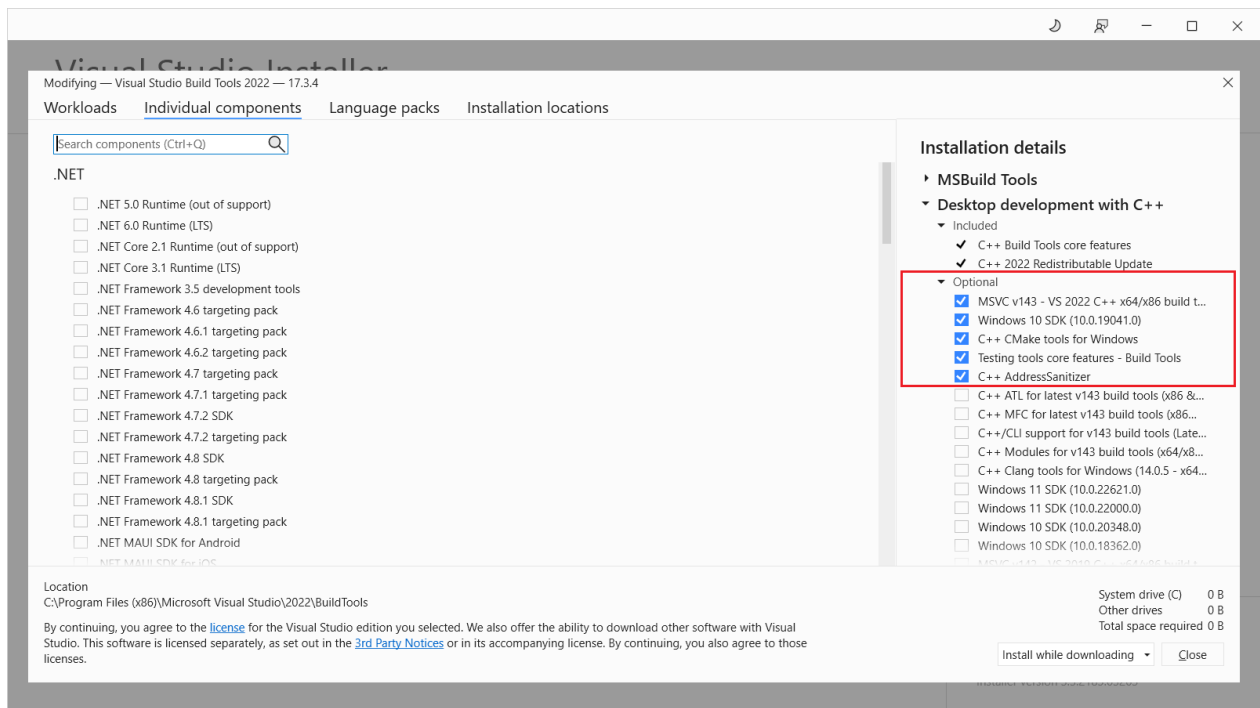 Visual Studio Installer
Modifying — Visual Studio Build Tools 2022 — 17.3.4
Workloads
Individual components
Language packs
Installation locations
Search components (Ctrl+Q)
.NET
.NET 5.0 Runtime (out of support)
.NET 6.0 Runtime (LTS)
.NET Core 2.1 Runtime (out of support)
.NET Core 3.1 Runtime (LTS)
.NET Framework 3.5 development tools
.NET Framework 4.6 targeting pack
.NET Framework 4.6.1 targeting pack
.NET Framework 4.6.2 targeting pack
.NET Framework 4.7 targeting pack
.NET Framework 4.7.1 targeting pack
.NET Framework 4.7.2 SDK
.NET Framework 4.7.2 targeting pack
.NET Framework 4.8 SDK
.NET Framework 4.8 targeting pack
.NET Framework 4.8.1 SDK
.NET Framework 4.8.1 targeting pack
.NET MAUI SDK for Android
.NET MAUI SDK for iOS
Installation details
MSBuild Tools
Desktop development with C++
Included
C++ Build Tools core features
C++ 2022 Redistributable Update
Optional
MSVC v143 - VS 2022 C++ x64/x86 build t...
Windows 10 SDK (10.0.19041.0)
C++ CMake tools for Windows
Testing tools core features - Build Tools
C++ AddressSanitizer
C++ ATL for latest v143 build tools (x86 &...
C++ MFC for latest v143 build tools (x86...
C++/CLI support for v143 build tools (Late...
C++ Modules for v143 build tools (x64/x8...
C++ Clang tools for Windows (14.0.5 - x64...
Windows 11 SDK (10.0.22621.0)
Windows 11 SDK (10.0.22000.0)
Windows 10 SDK (10.0.20348.0)
Windows 10 SDK (10.0.18362.0)
Location
C:\Program Files (x86)\Microsoft Visual Studio\2022\BuildTools
By continuing, you agree to the license for the Visual Studio edition you selected. We also offer the ability to download other software with Visual
Studio. This software is licensed separately, as set out in the 3rd Party Notices or in its accompanying license. By continuing, you also agree to those
licenses.
System drive (C) 0 B
Other drives 0 B
Total space required 0 B
Install while downloading
Close